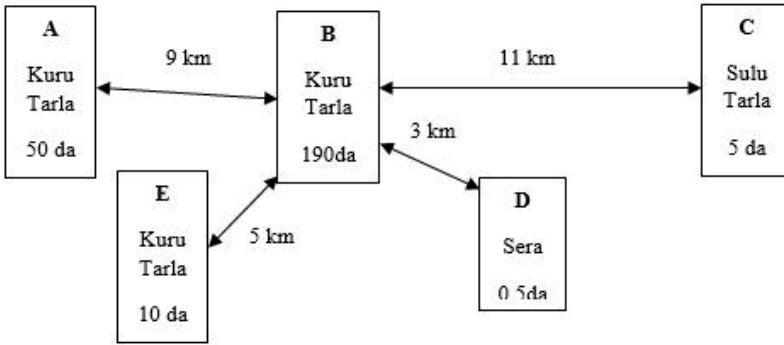 A
Kuru
Tarla
50 da
9 km
B
Kuru
Tarla
190da
11 km
C
Sulu
Tarla
5 da
3 km
E
Kuru
Tarla
10 da
5 km
D
Sera
0.5da